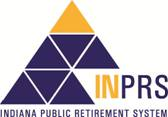 INPRS
INDIANA PUBLIC RETIREMENT SYSTEM